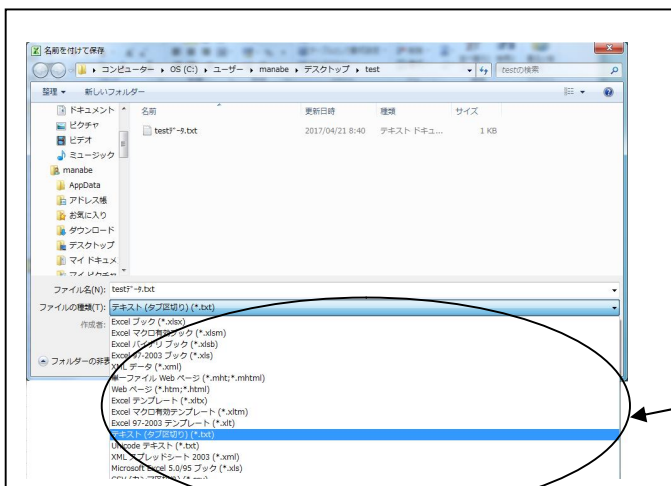 名前を付けて保存
コンピューター ▸ OS (C:) ▸ ユーザー ▸ manabe ▸ デスクトップ ▸ test
testの検索
整理 ▼ 新しいフォルダー
ドキュメント
ピクチャ
ビデオ
ミュージック
manabe
AppData
アドレス帳
お気に入り
ダウンロード
デスクトップ
マイ ドキュメ
マイ ピクチャ
名前 更新日時 種類 サイズ
testﾃﾞｰﾀ.txt 2017/04/21 8:40 テキスト ドキュ... 1 KB
ファイル名(N): testﾃﾞｰﾀ.txt
ファイルの種類(T): テキスト (タブ区切り) (*.txt)
作成者:
フォルダーの非表
Excel ブック (*.xlsx)
Excel マクロ有効ブック (*.xlsm)
Excel バイナリ ブック (*.xlsb)
Excel 97-2003 ブック (*.xls)
XML データ (*.xml)
単一ファイル Web ページ (*.mht;*.mhtml)
Web ページ (*.htm;*.html)
Excel テンプレート (*.xltx)
Excel マクロ有効テンプレート (*.xltm)
Excel 97-2003 テンプレート (*.xlt)
テキスト (タブ区切り) (*.txt)
Unicode テキスト (*.txt)
XML スプレッドシート 2003 (*.xml)
Microsoft Excel 5.0/95 ブック (*.xls)